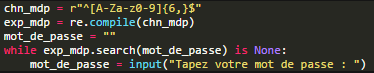 chn_mdp = r"^[A-Za-z0-9]{6,}$"
exp_mdp = re.compile(chn_mdp)
mot_de_passe = ""
while exp_mdp.search(mot_de_passe) is None:
    mot_de_passe = input("Tapez votre mot de passe : ")